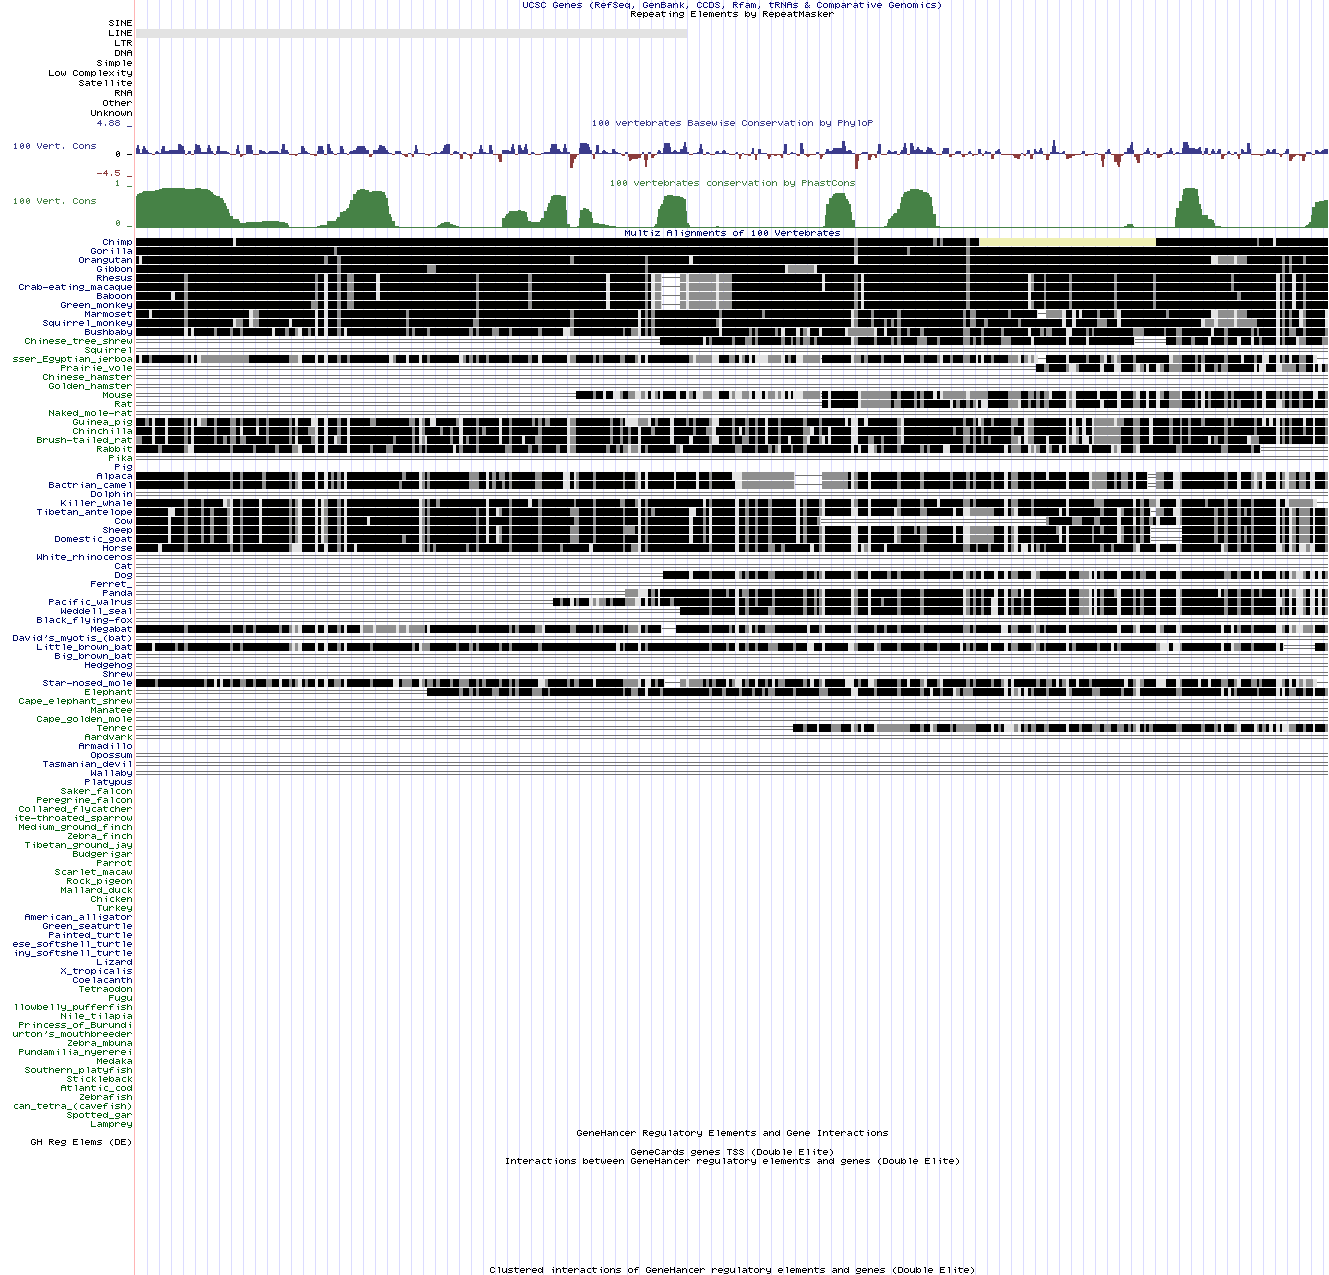 UCSC Genes (RefSeq, GenBank, CCDS, Rfam, tRNAs & Comparative Genomics)
Repeating Elements by RepeatMasker
SINE
LINE
LTR
DNA
Simple
Low Complexity
Satellite
RNA
Other
Unknown
4.88 _
100 vertebrates Basewise Conservation by PhyloP
100 Vert. Cons
0 _
-4.5 _
1 _
100 vertebrates conservation by PhastCons
100 Vert. Cons
0 _
Multiz Alignments of 100 Vertebrates
Chimp
Gorilla
Orangutan
Gibbon
Rhesus
Crab-eating_macaque
Baboon
Green_monkey
Marmoset
Squirrel_monkey
Bushbaby
Chinese_tree_shrew
Squirrel
sser_Egyptian_jerboa
Prairie_vole
Chinese_hamster
Golden_hamster
Mouse
Rat
Naked_mole-rat
Guinea_pig
Chinchilla
Brush-tailed_rat
Rabbit
Pika
Pig
Alpaca
Bactrian_camel
Dolphin
Killer_whale
Tibetan_antelope
Cow
Sheep
Domestic_goat
Horse
White_rhinoceros
Cat
Dog
Ferret_
Panda
Pacific_walrus
Weddell_seal
Black_flying-fox
Megabat
David's_myotis_(bat)
Little_brown_bat
Big_brown_bat
Hedgehog
Shrew
Star-nosed_mole
Elephant
Cape_elephant_shrew
Manatee
Cape_golden_mole
Tenrec
Aardvark
Armadillo
Opossum
Tasmanian_devil
Wallaby
Platypus
Saker_falcon
Peregrine_falcon
Collared_flycatcher
ite-throated_sparrow
Medium_ground_finch
Zebra_finch
Tibetan_ground_jay
Budgerigar
Parrot
Scarlet_macaw
Rock_pigeon
Mallard_duck
Chicken
Turkey
American_alligator
Green_seaturtle
Painted_turtle
ese_softshell_turtle
iny_softshell_turtle
Lizard
X_tropicalis
Coelacanth
Tetraodon
Fugu
llowbelly_pufferfish
Nile_tilapia
Princess_of_Burundi
urton's_mouthbreeder
Zebra_mbuna
Pundamilia_nyererei
Medaka
Southern_platyfish
Stickleback
Atlantic_cod
Zebrafish
can_tetra_(cavefish)
Spotted_gar
Lamprey
GeneHancer Regulatory Elements and Gene Interactions
GH Reg Elems (DE)
GeneCards genes TSS (Double Elite)
Interactions between GeneHancer regulatory elements and genes (Double Elite)
Clustered interactions of GeneHancer regulatory elements and genes (Double Elite)